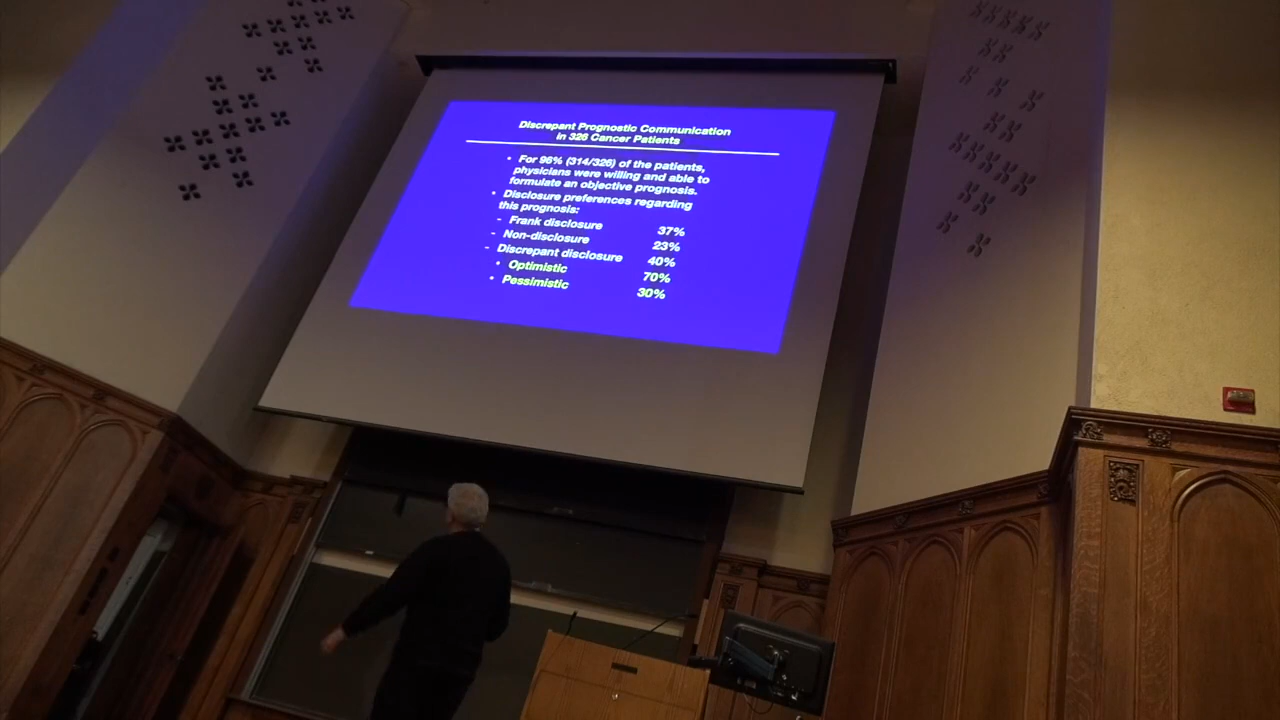 Discrepant Prognostic Communication
in 326 Cancer Patients
• For 96% (314/326) of the patients,
physicians were willing and able to
formulate an objective prognosis.
• Disclosure preferences regarding
this prognosis:
- Frank disclosure 37%
- Non-disclosure 23%
- Discrepant disclosure 40%
• Optimistic 70%
• Pessimistic 30%